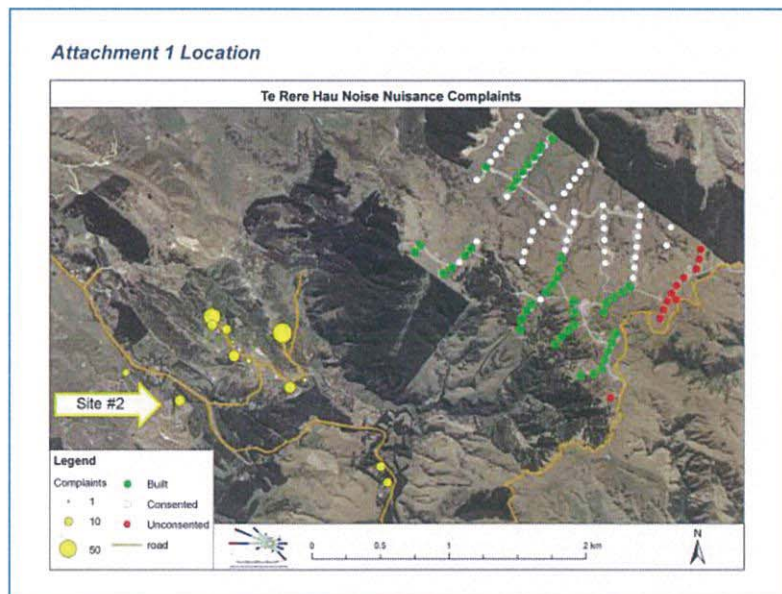 Attachment 1 Location
Te Rere Hau Noise Nuisance Complaints
Site #2
Legend
Complaints
1
10
50
Built
Consented
Unconsented
road
0 0.5 1 2 km
N